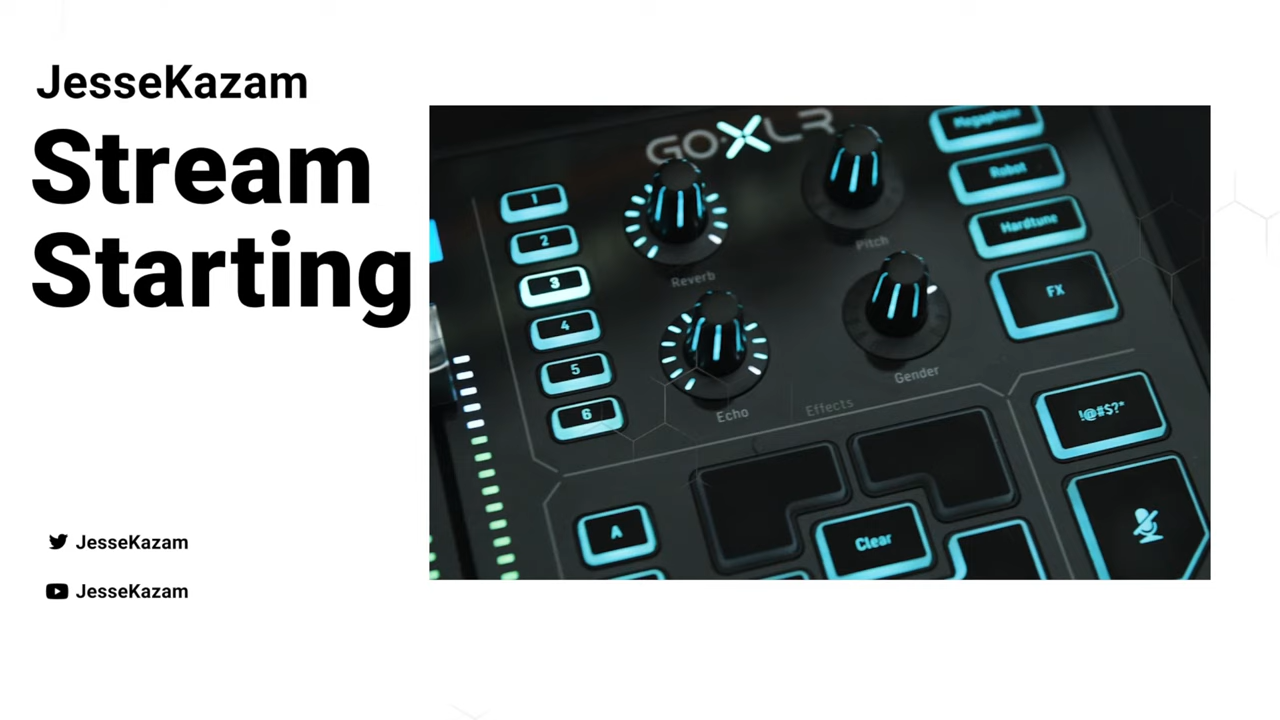 JesseKazam
Stream
Starting
JesseKazam
JesseKazam
GO XLR
1
2
3
4
5
6
Reverb
Pitch
Echo
Gender
Effects
Megaphone
Robot
Hardtune
FX
!@#$?*
A
Clear